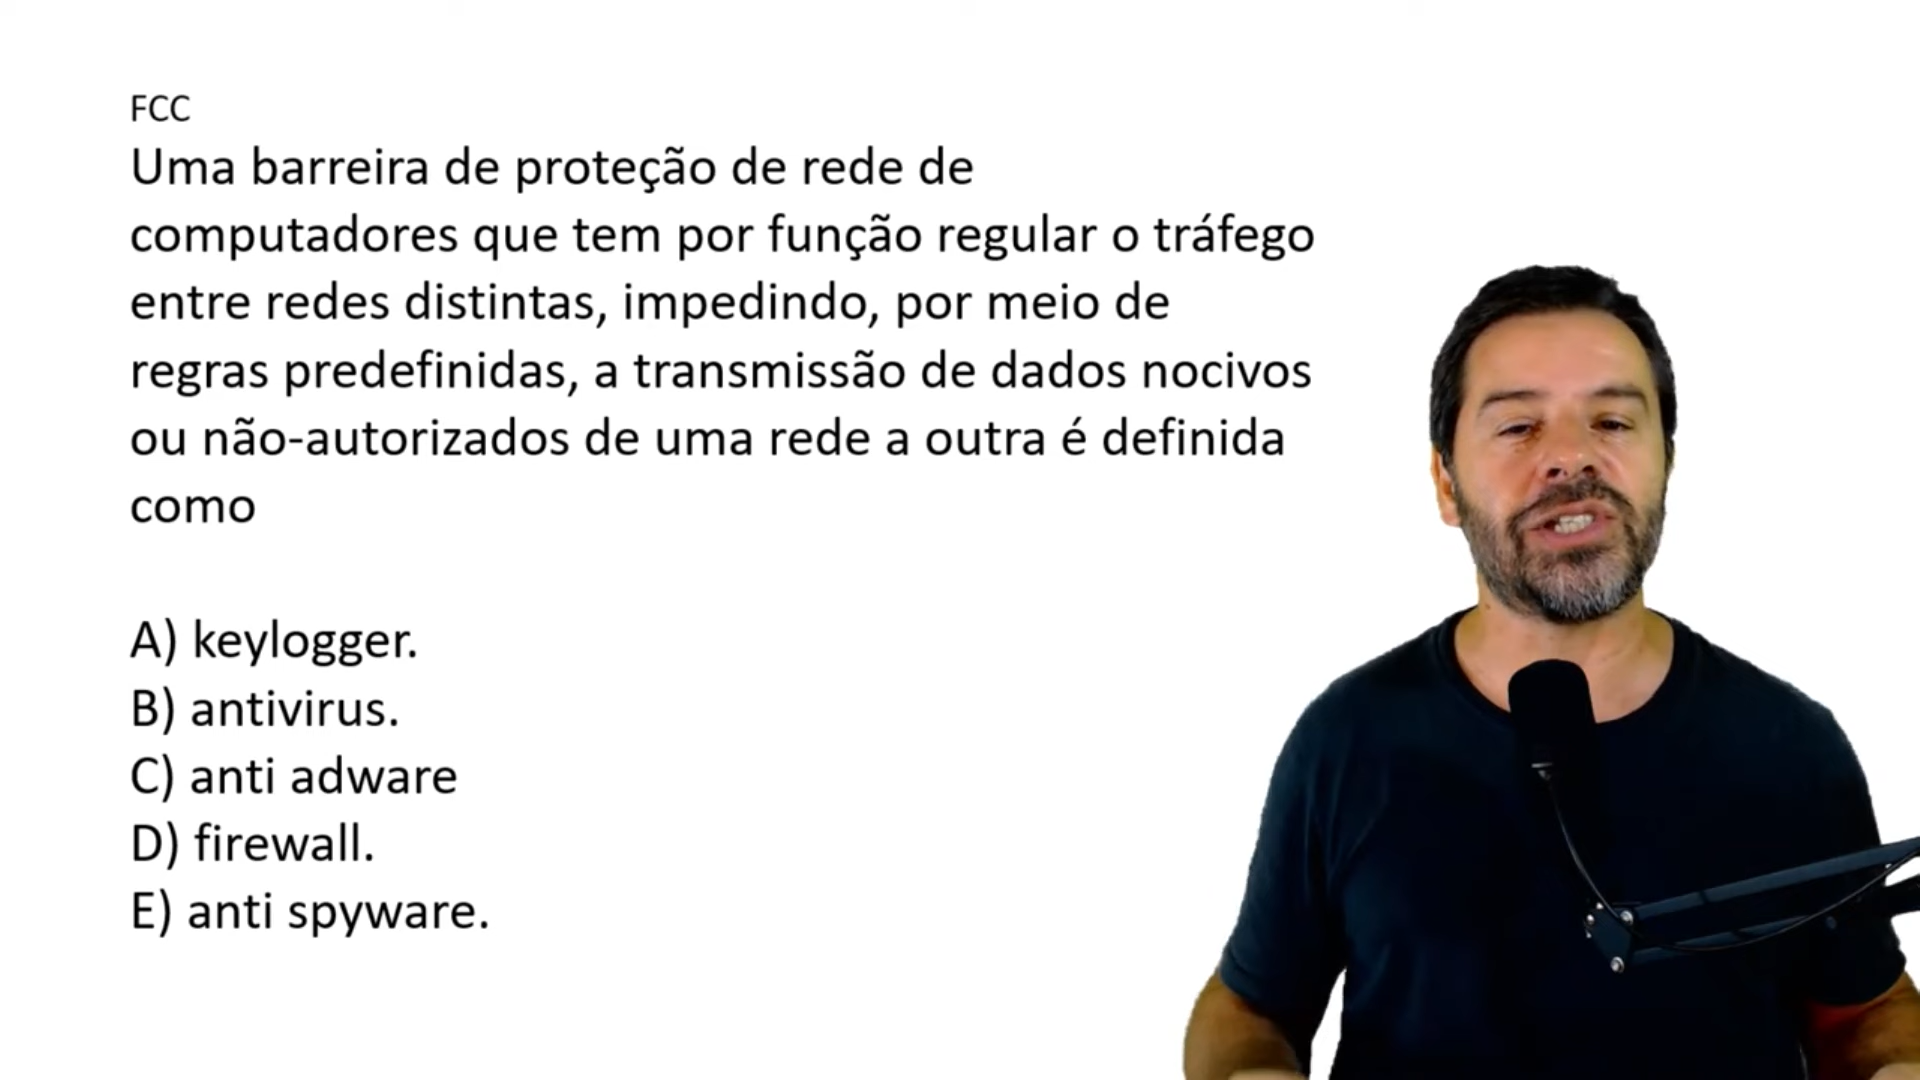 FCC
Uma barreira de proteção de rede de
computadores que tem por função regular o tráfego
entre redes distintas, impedindo, por meio de
regras predefinidas, a transmissão de dados nocivos
ou não-autorizados de uma rede a outra é definida
como
A) keylogger.
B) antivirus.
C) anti adware
D) firewall.
E) anti spyware.